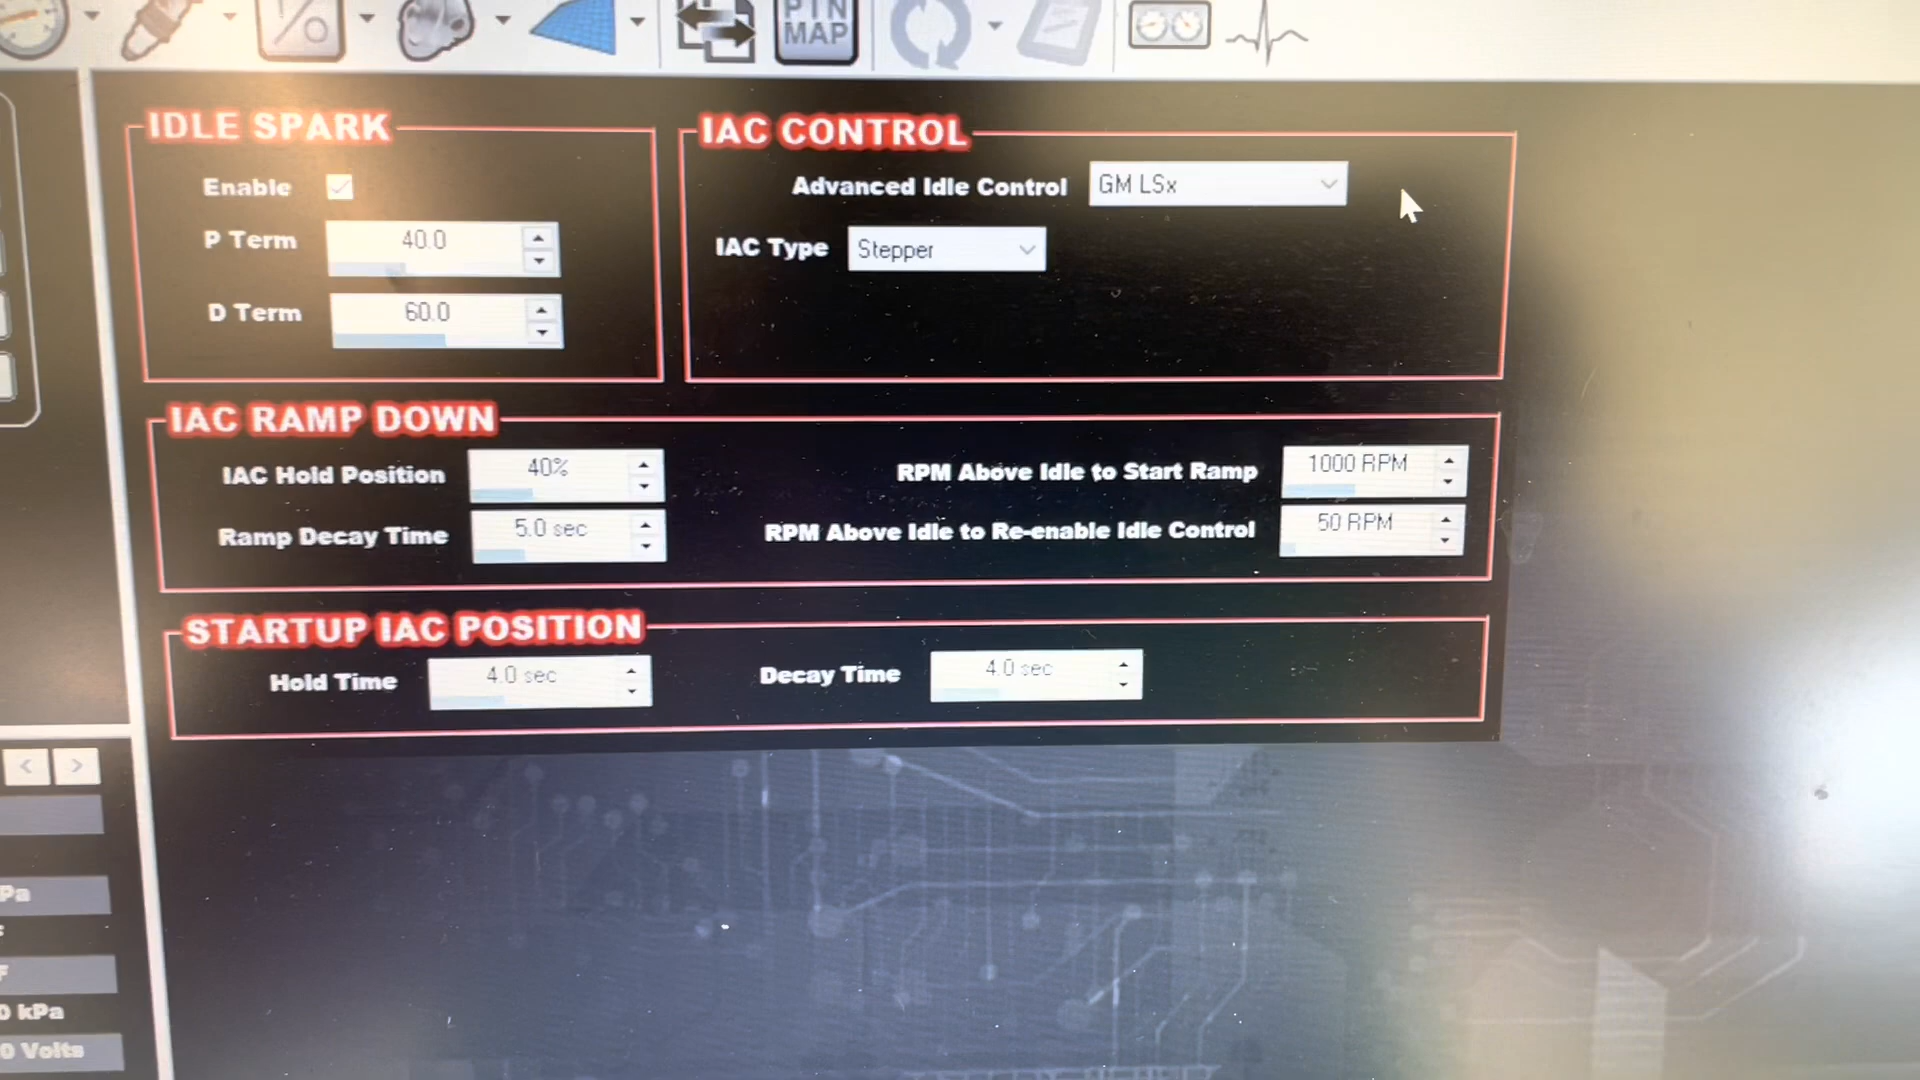 PIN
MAP
IDLE SPARK
Enable
P Term 40.0
D Term 60.0
IAC CONTROL
Advanced Idle Control GM LSx
IAC Type Stepper
IAC RAMP DOWN
IAC Hold Position 40%
RPM Above Idle to Start Ramp 1000 RPM
Ramp Decay Time 5.0 sec
RPM Above Idle to Re-enable Idle Control 50 RPM
STARTUP IAC POSITION
Hold Time 4.0 sec
Decay Time 4.0 sec
Pa
F
0 kPa
0 Volts